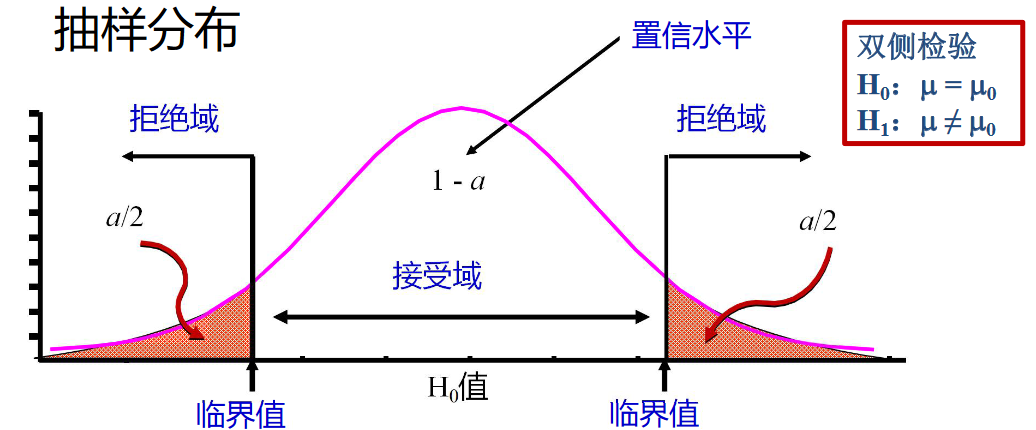 抽样分布
置信水平
双侧检验
H₀：μ = μ₀
H₁：μ ≠ μ₀
拒绝域
拒绝域
1 - a
a/2
a/2
接受域
H₀值
临界值
临界值